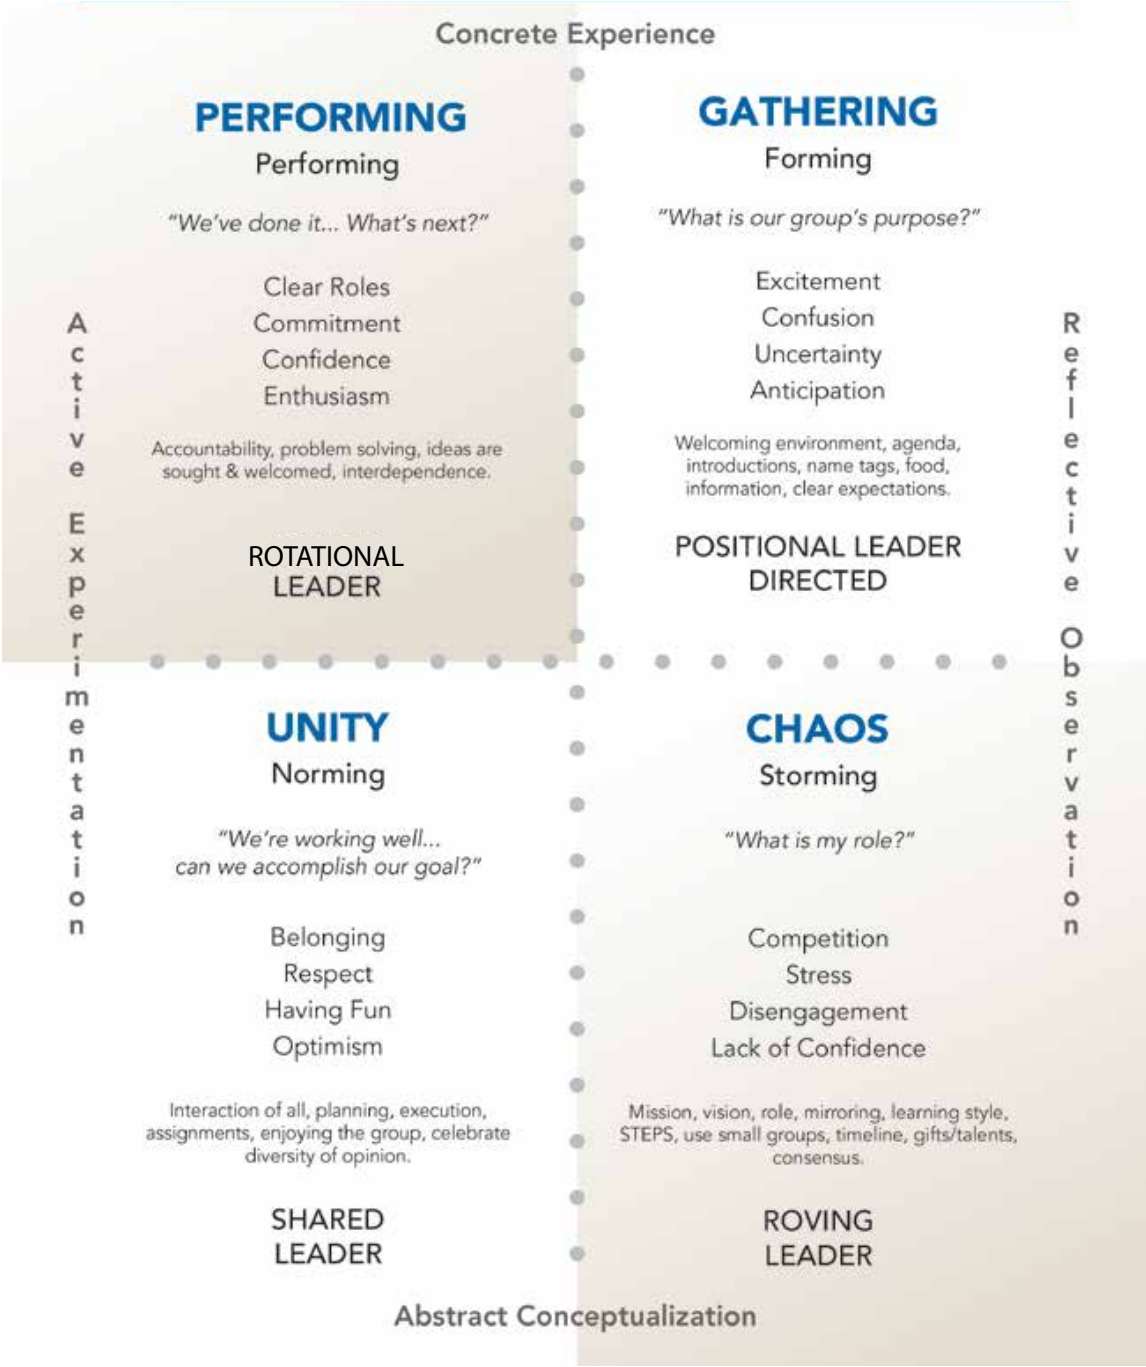 Concrete Experience
PERFORMING
Performing
"We've done it... What's next?"
Clear Roles
Commitment
Confidence
Enthusiasm
Accountability, problem solving, ideas are
sought & welcomed, interdependence.
ROTATIONAL
LEADER
GATHERING
Forming
"What is our group's purpose?"
Excitement
Confusion
Uncertainty
Anticipation
Welcoming environment, agenda,
introductions, name tags, food,
information, clear expectations.
POSITIONAL LEADER
DIRECTED
Active Experimentation
Reflective Observation
UNITY
Norming
"We're working well...
can we accomplish our goal?"
Belonging
Respect
Having Fun
Optimism
Interaction of all, planning, execution,
assignments, enjoying the group, celebrate
diversity of opinion.
SHARED
LEADER
CHAOS
Storming
"What is my role?"
Competition
Stress
Disengagement
Lack of Confidence
Mission, vision, role, mirroring, learning style,
STEPS, use small groups, timeline, gifts/talents,
consensus.
ROVING
LEADER
Abstract Conceptualization